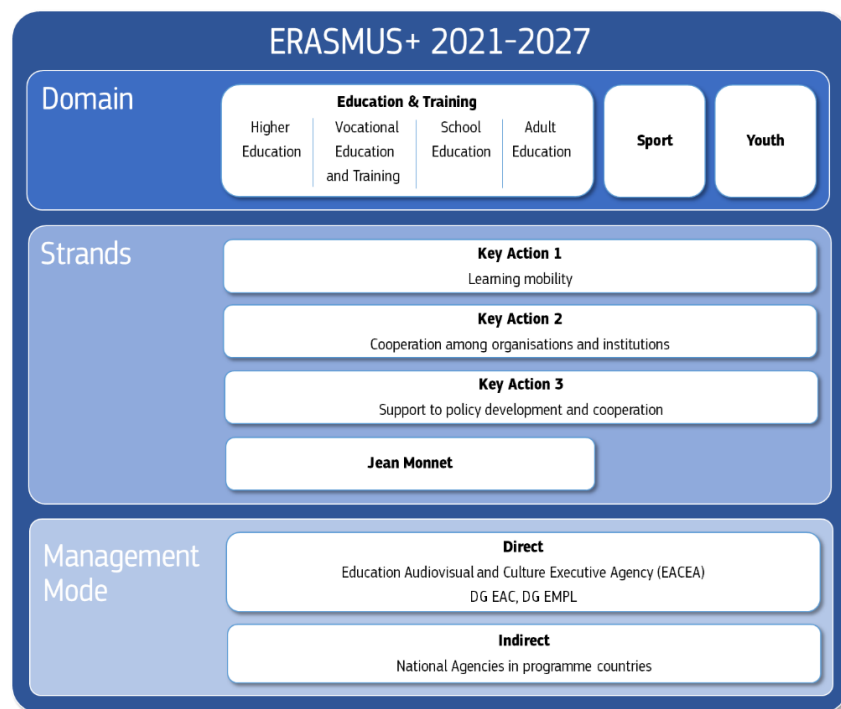 ERASMUS+ 2021-2027
Domain
Education & Training
Higher
Education
Vocational
Education
and Training
School
Education
Adult
Education
Sport
Youth
Strands
Key Action 1
Learning mobility
Key Action 2
Cooperation among organisations and institutions
Key Action 3
Support to policy development and cooperation
Jean Monnet
Management
Mode
Direct
Education Audiovisual and Culture Executive Agency (EACEA)
DG EAC, DG EMPL
Indirect
National Agencies in programme countries